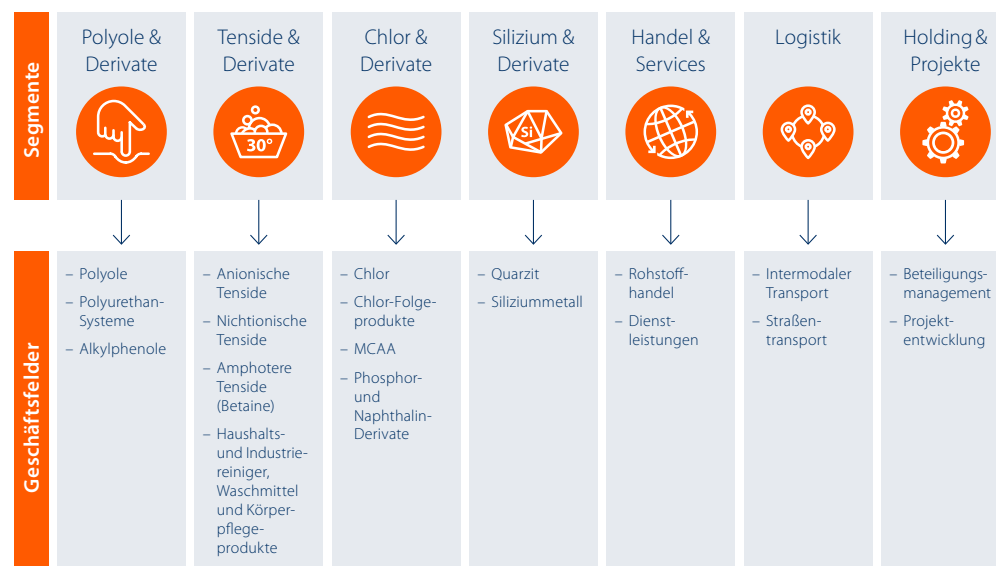 Segmente
Polyole &
Derivate
Tenside &
Derivate
30°
Chlor &
Derivate
Silizium &
Derivate
Si
Handel &
Services
Logistik
Holding &
Projekte
Geschäftsfelder
– Polyole
– Polyurethan-
Systeme
– Alkylphenole
– Anionische
Tenside
– Nichtionische
Tenside
– Amphotere
Tenside
(Betaine)
– Haushalts-
und Industrie-
reiniger,
Waschmittel
und Körper-
pflege-
produkte
– Chlor
– Chlor-Folge-
produkte
– MCAA
– Phosphor-
und
Naphthalin-
Derivate
– Quarzit
– Siliziummetall
– Rohstoff-
handel
– Dienst-
leistungen
– Intermodaler
Transport
– Straßen-
transport
– Beteiligungs-
management
– Projekt-
entwicklung